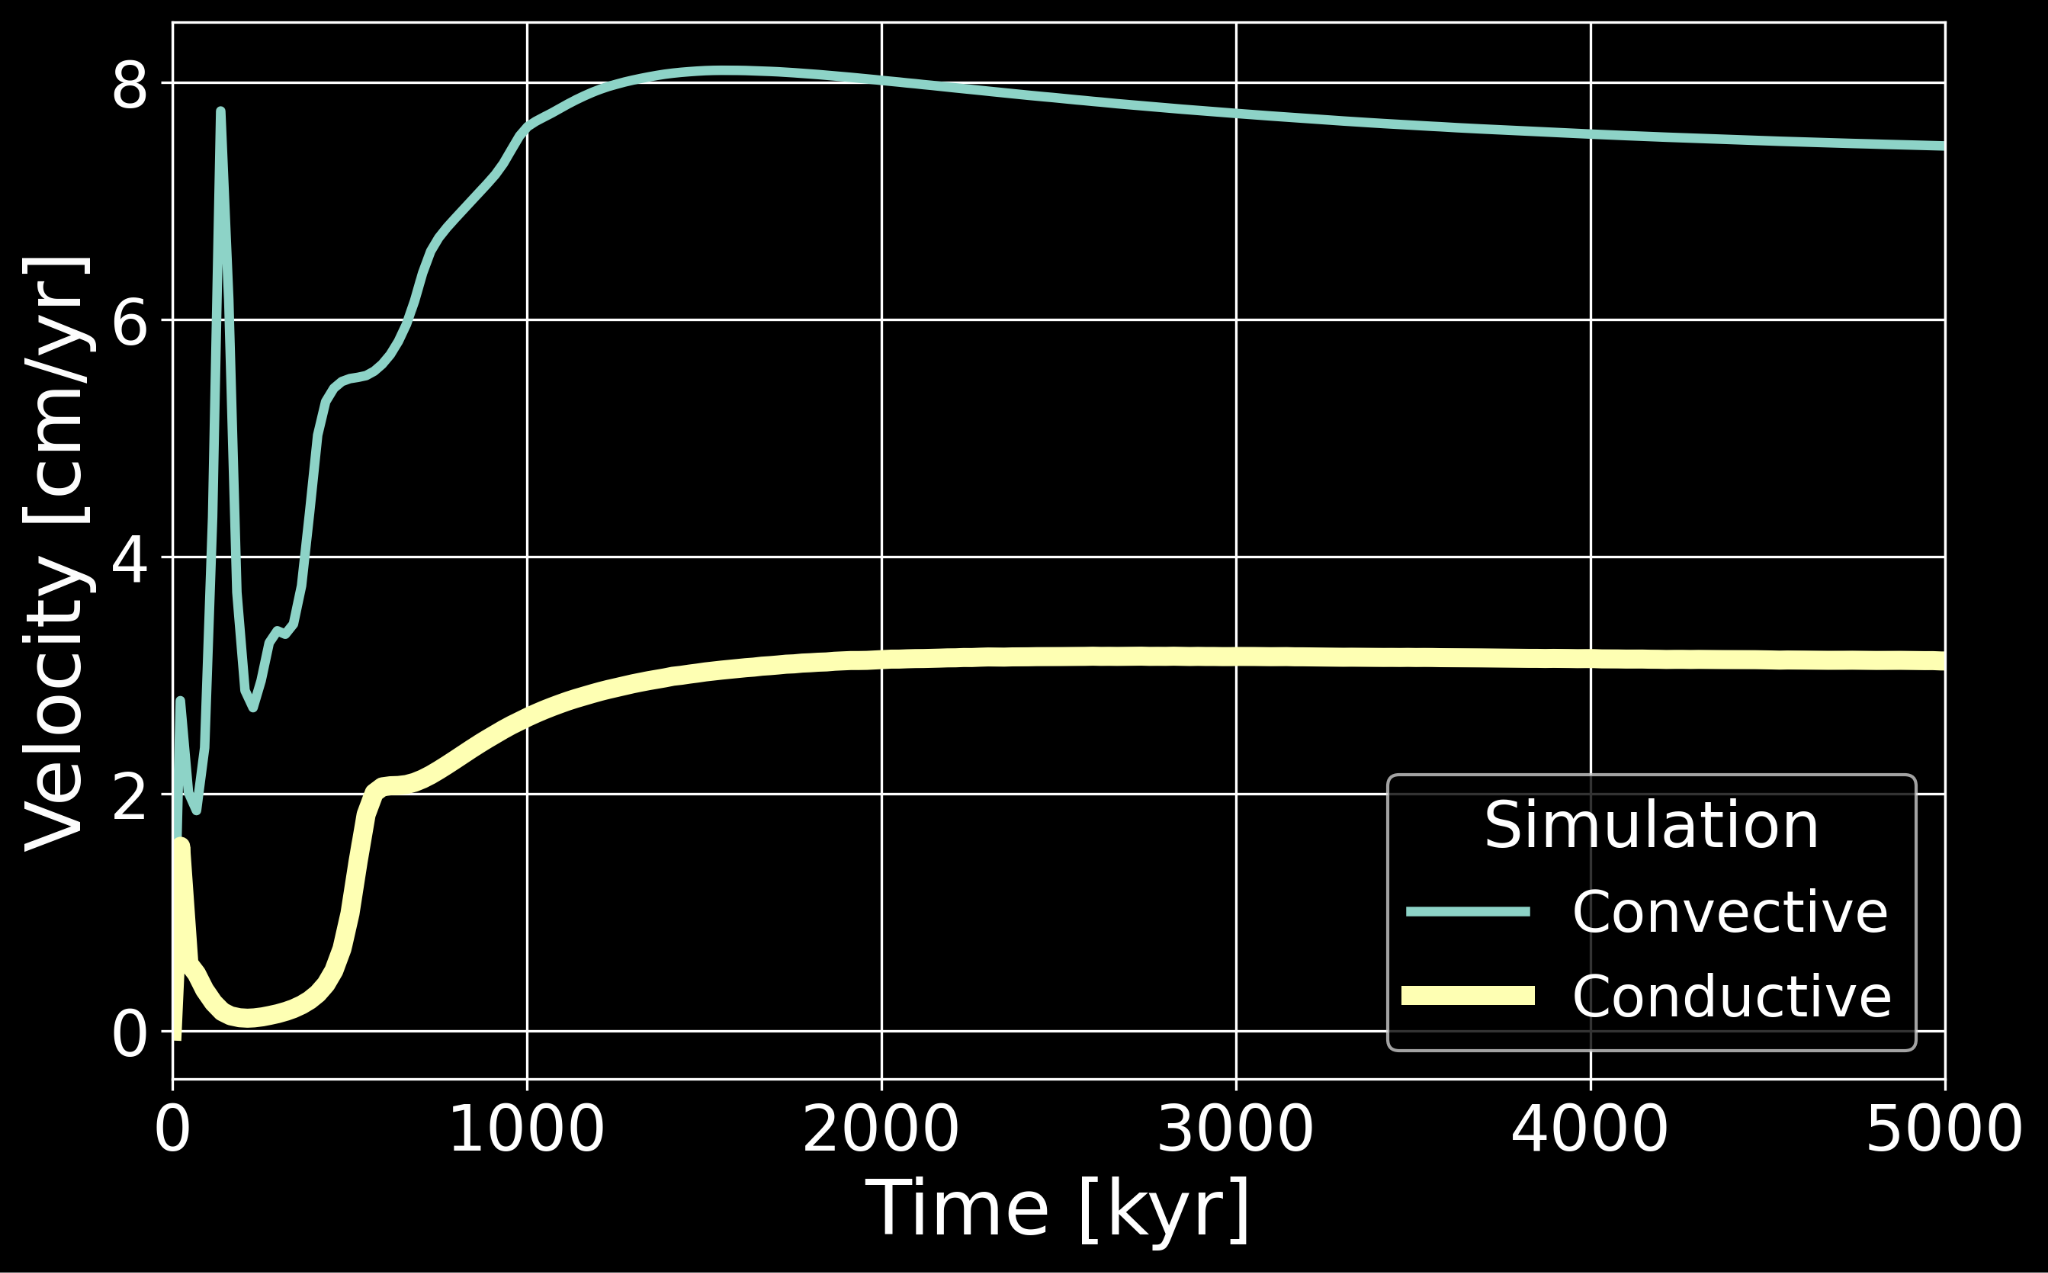 Velocity [cm/yr]
8
6
4
2
0
Simulation
Convective
Conductive
0 1000 2000 3000 4000 5000
Time [kyr]